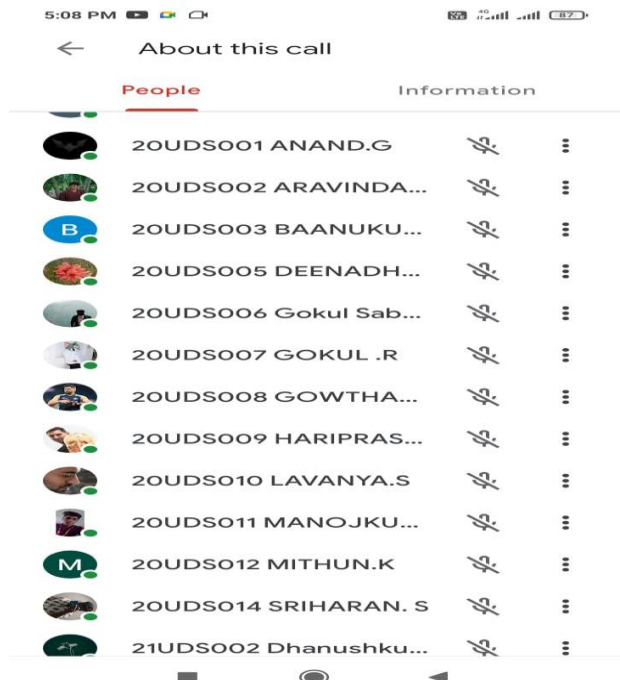 5:08 PM
4G
87
About this call
People
Information
20UDS001 ANAND.G
20UDS002 ARAVINDA...
B
20UDS003 BAANUKU...
20UDS005 DEENADH...
20UDS006 Gokul Sab...
20UDS007 GOKUL .R
20UDS008 GOWTHA...
20UDS009 HARIPRAS...
20UDS010 LAVANYA.S
20UDS011 MANOJKU...
M
20UDS012 MITHUN.K
20UDS014 SRIHARAN. S
21UDS002 Dhanushku...